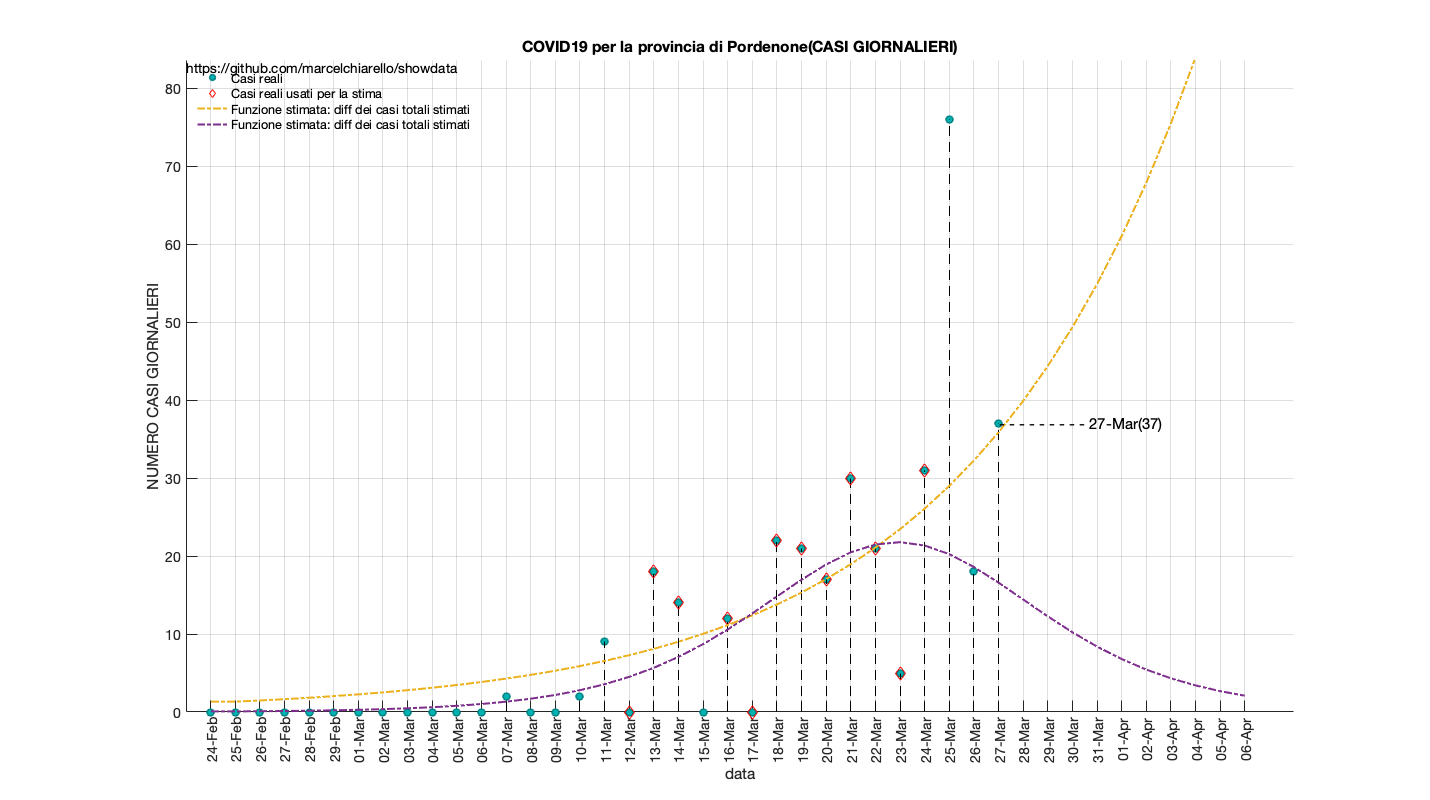 COVID19 per la provincia di Pordenone(CASI GIORNALIERI)
https://github.com/marcelchiarello/showdata
Casi reali
Casi reali usati per la stima
Funzione stimata: diff dei casi totali stimati
Funzione stimata: diff dei casi totali stimati
NUMERO CASI GIORNALIERI
80
70
60
50
40
30
20
10
0
27-Mar(37)
24-Feb
25-Feb
26-Feb
27-Feb
28-Feb
29-Feb
01-Mar
02-Mar
03-Mar
04-Mar
05-Mar
06-Mar
07-Mar
08-Mar
09-Mar
10-Mar
11-Mar
12-Mar
13-Mar
14-Mar
15-Mar
16-Mar
17-Mar
18-Mar
19-Mar
20-Mar
21-Mar
22-Mar
23-Mar
24-Mar
25-Mar
26-Mar
27-Mar
28-Mar
29-Mar
30-Mar
31-Mar
01-Apr
02-Apr
03-Apr
04-Apr
05-Apr
06-Apr
data